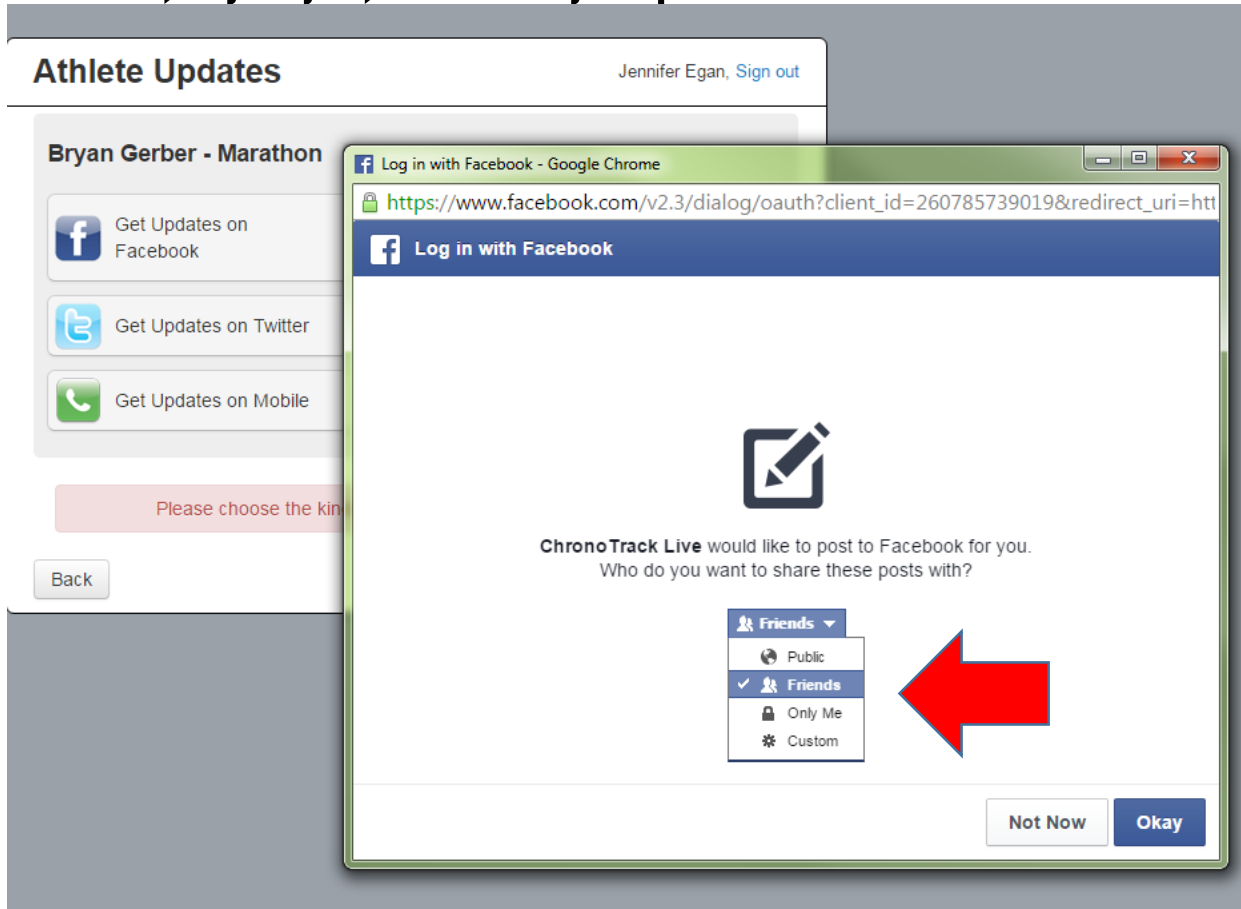 Athlete Updates
Jennifer Egan, Sign out
Bryan Gerber - Marathon
Get Updates on
Facebook
Get Updates on Twitter
Get Updates on Mobile
Please choose the kin
Back
Log in with Facebook - Google Chrome
https://www.facebook.com/v2.3/dialog/oauth?client_id=260785739019&redirect_uri=htt
Log in with Facebook
ChronoTrack Live would like to post to Facebook for you.
Who do you want to share these posts with?
Friends
Public
Friends
Only Me
Custom
Not Now
Okay